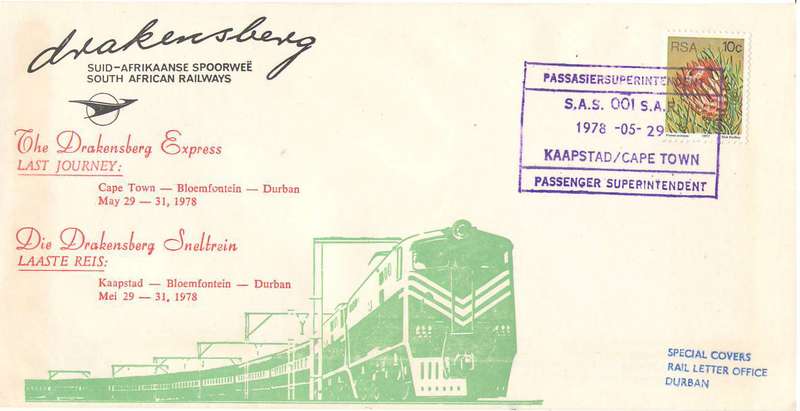 drakensberg
SUID-AFRIKAANSE SPOORWEË
SOUTH AFRICAN RAILWAYS
The Drakensberg Express
LAST JOURNEY:
Cape Town — Bloemfontein — Durban
May 29 — 31, 1978
Die Drakensberg Sneltrein
LAASTE REIS:
Kaapstad — Bloemfontein — Durban
Mei 29 — 31, 1978
RSA 10c
1977
PASSASIERSUPERINTENDENT
S.A.S. 001 S.A.R.
1978 -05- 29
KAAPSTAD/CAPE TOWN
PASSENGER SUPERINTENDENT
SPECIAL COVERS
RAIL LETTER OFFICE
DURBAN